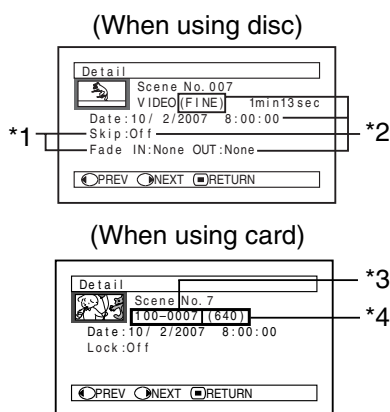 (When using disc)
Detail
Scene No.007
VIDEO (FINE) 1min13sec
Date:10/ 2/2007 8:00:00
*1 Skip:Off *2
Fade IN:None OUT:None
PREV NEXT RETURN
(When using card)
Detail *3
Scene No.7
100-0007 (640) *4
Date:10/ 2/2007 8:00:00
Lock:Off
PREV NEXT RETURN